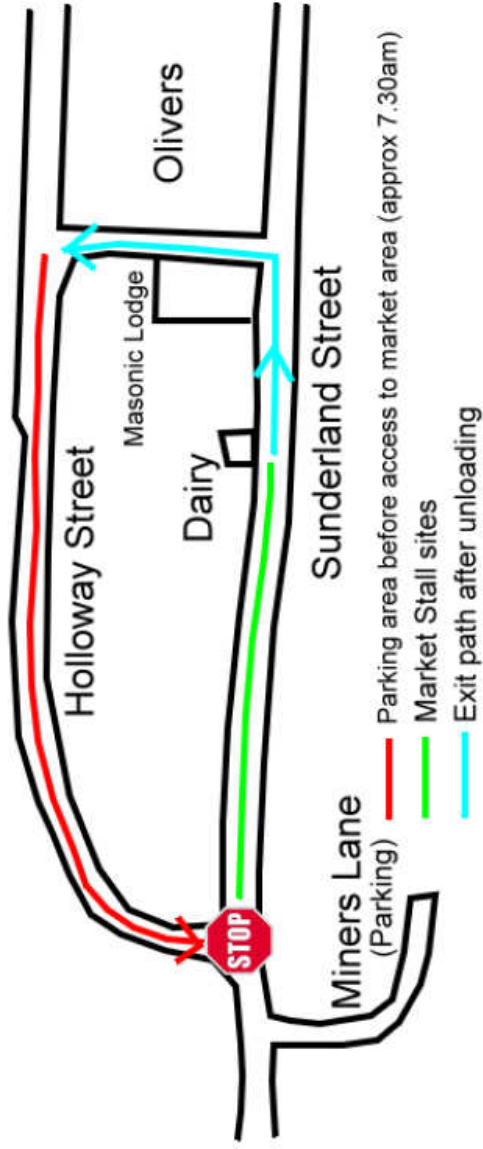 Olivers
Masonic Lodge
Holloway Street
Dairy
Sunderland Street
STOP
Miners Lane
(Parking)
Parking area before access to market area (approx 7.30am)
Market Stall sites
Exit path after unloading